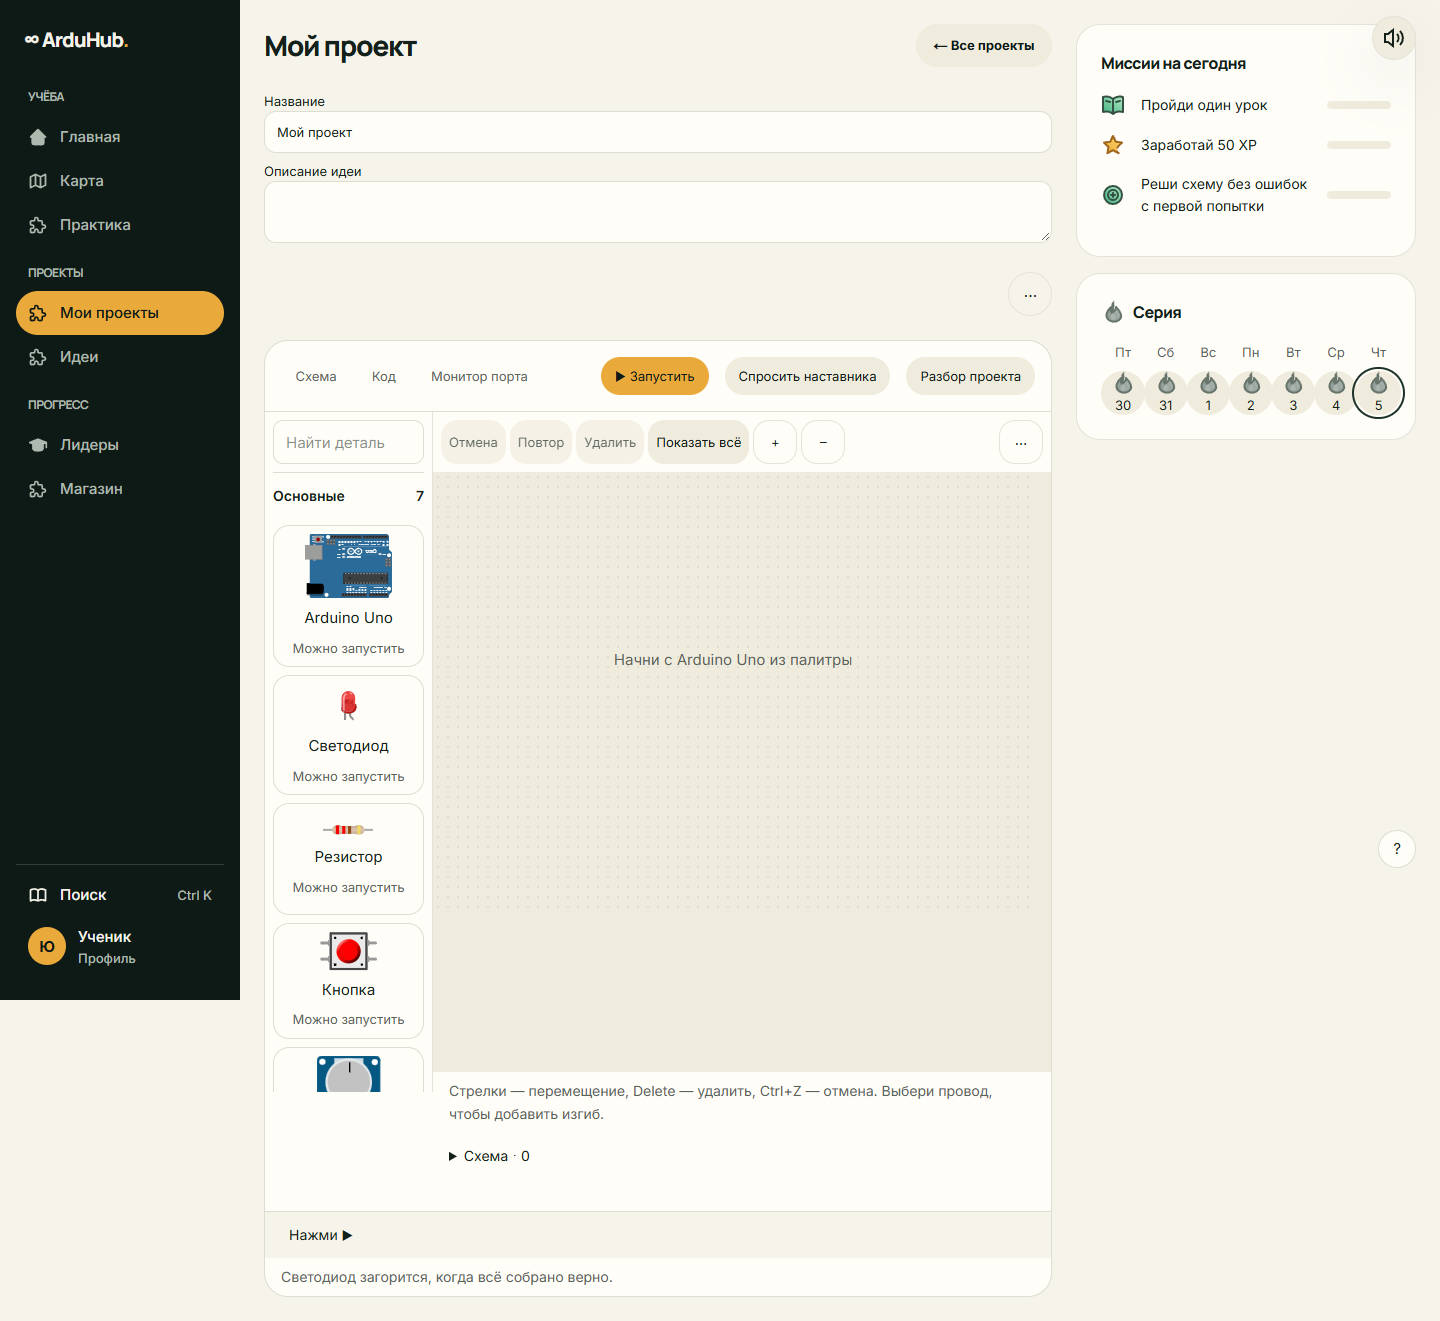 ∞ ArduHub.
УЧЁБА
Главная
Карта
Практика
ПРОЕКТЫ
Мои проекты
Идеи
ПРОГРЕСС
Лидеры
Магазин
Поиск Ctrl K
Ю
Ученик
Профиль
Мой проект
← Все проекты
Название
Мой проект
Описание идеи
...
Схема Код Монитор порта ▶ Запустить Спросить наставника Разбор проекта
Найти деталь
Отмена Повтор Удалить Показать всё + − ...
Основные 7
Arduino Uno
Можно запустить
Светодиод
Можно запустить
Резистор
Можно запустить
Кнопка
Можно запустить
Начни с Arduino Uno из палитры
Стрелки — перемещение, Delete — удалить, Ctrl+Z — отмена. Выбери провод,
чтобы добавить изгиб.
▶ Схема · 0
Нажми ▶
Светодиод загорится, когда всё собрано верно.
Миссии на сегодня
Пройди один урок
Заработай 50 XP
Реши схему без ошибок
с первой попытки
Серия
Пт Сб Вс Пн Вт Ср Чт
30 31 1 2 3 4 5
?